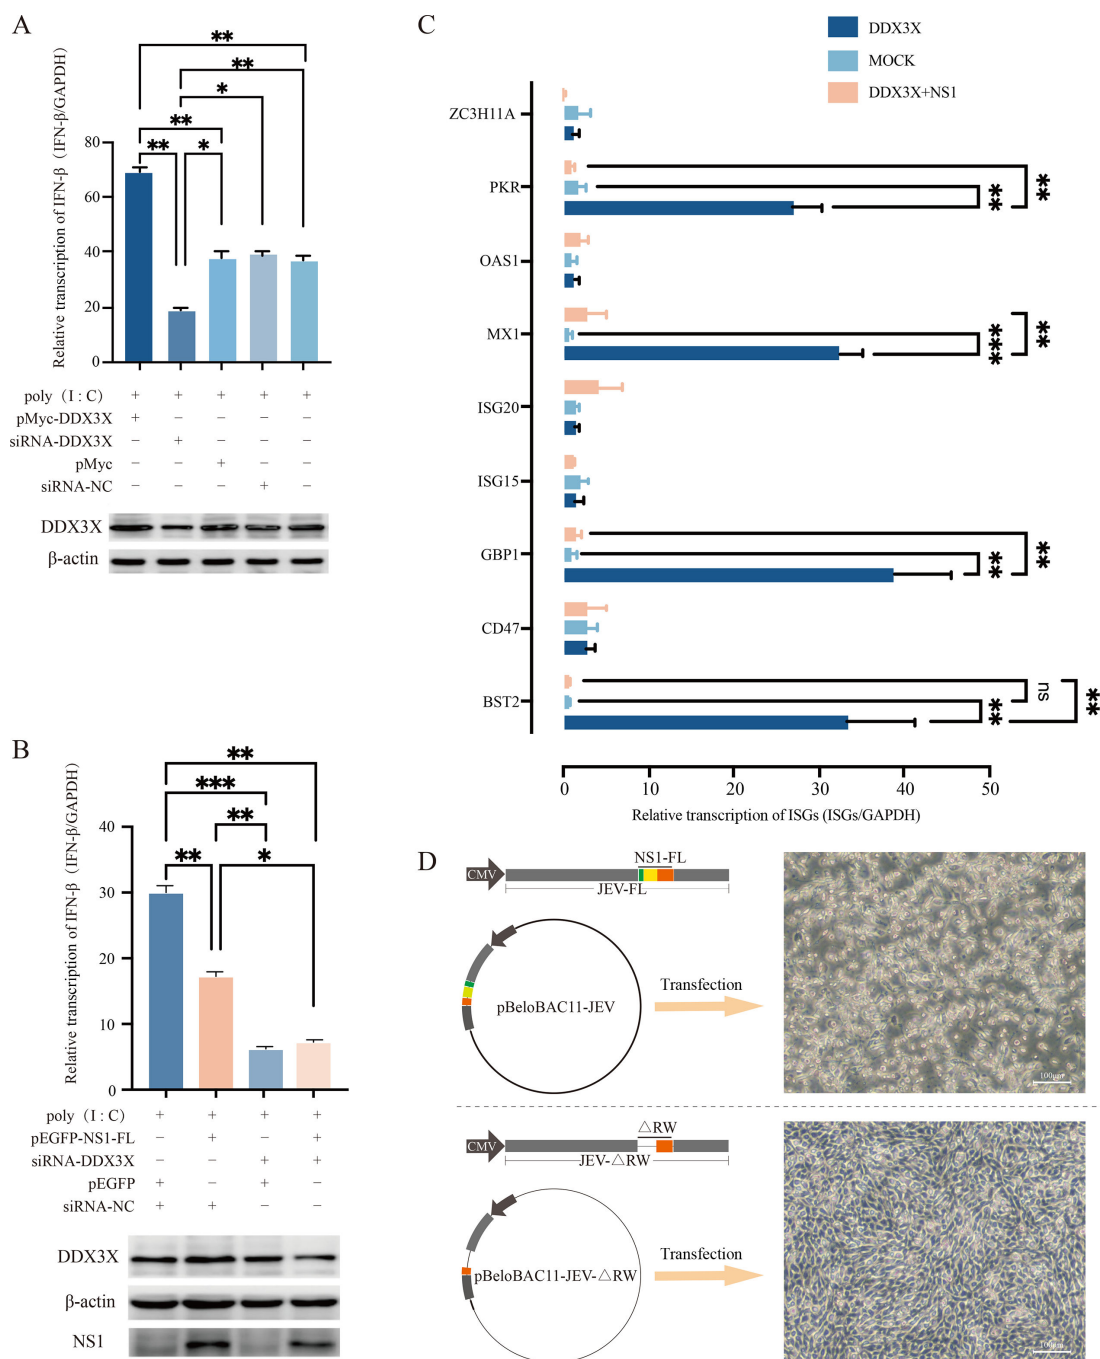 A
Relative transcription of IFN-β (IFN-β/GAPDH)
**
**
*
**
** *
80
60
40
20
0
poly (I : C) + + + + +
pMyc-DDX3X + − − − −
siRNA-DDX3X − + − − −
pMyc − − + − −
siRNA-NC − − − + −
DDX3X
β-actin
B
Relative transcription of IFN-β (IFN-β/GAPDH)
**
***
**
** *
40
30
20
10
0
poly (I : C) + + + +
pEGFP-NS1-FL − + − +
siRNA-DDX3X − − + +
pEGFP + − + −
siRNA-NC + + − −
DDX3X
β-actin
NS1
C
DDX3X
MOCK
DDX3X+NS1
ZC3H11A
PKR
** **
OAS1
MX1
*** **
ISG20
ISG15
GBP1
** **
CD47
BST2
ns
** **
0 10 20 30 40 50
Relative transcription of ISGs (ISGs/GAPDH)
D
NS1-FL
CMV
JEV-FL
pBeloBAC11-JEV
Transfection
100μm
△RW
CMV
JEV-△RW
pBeloBAC11-JEV-△RW
Transfection
100μm